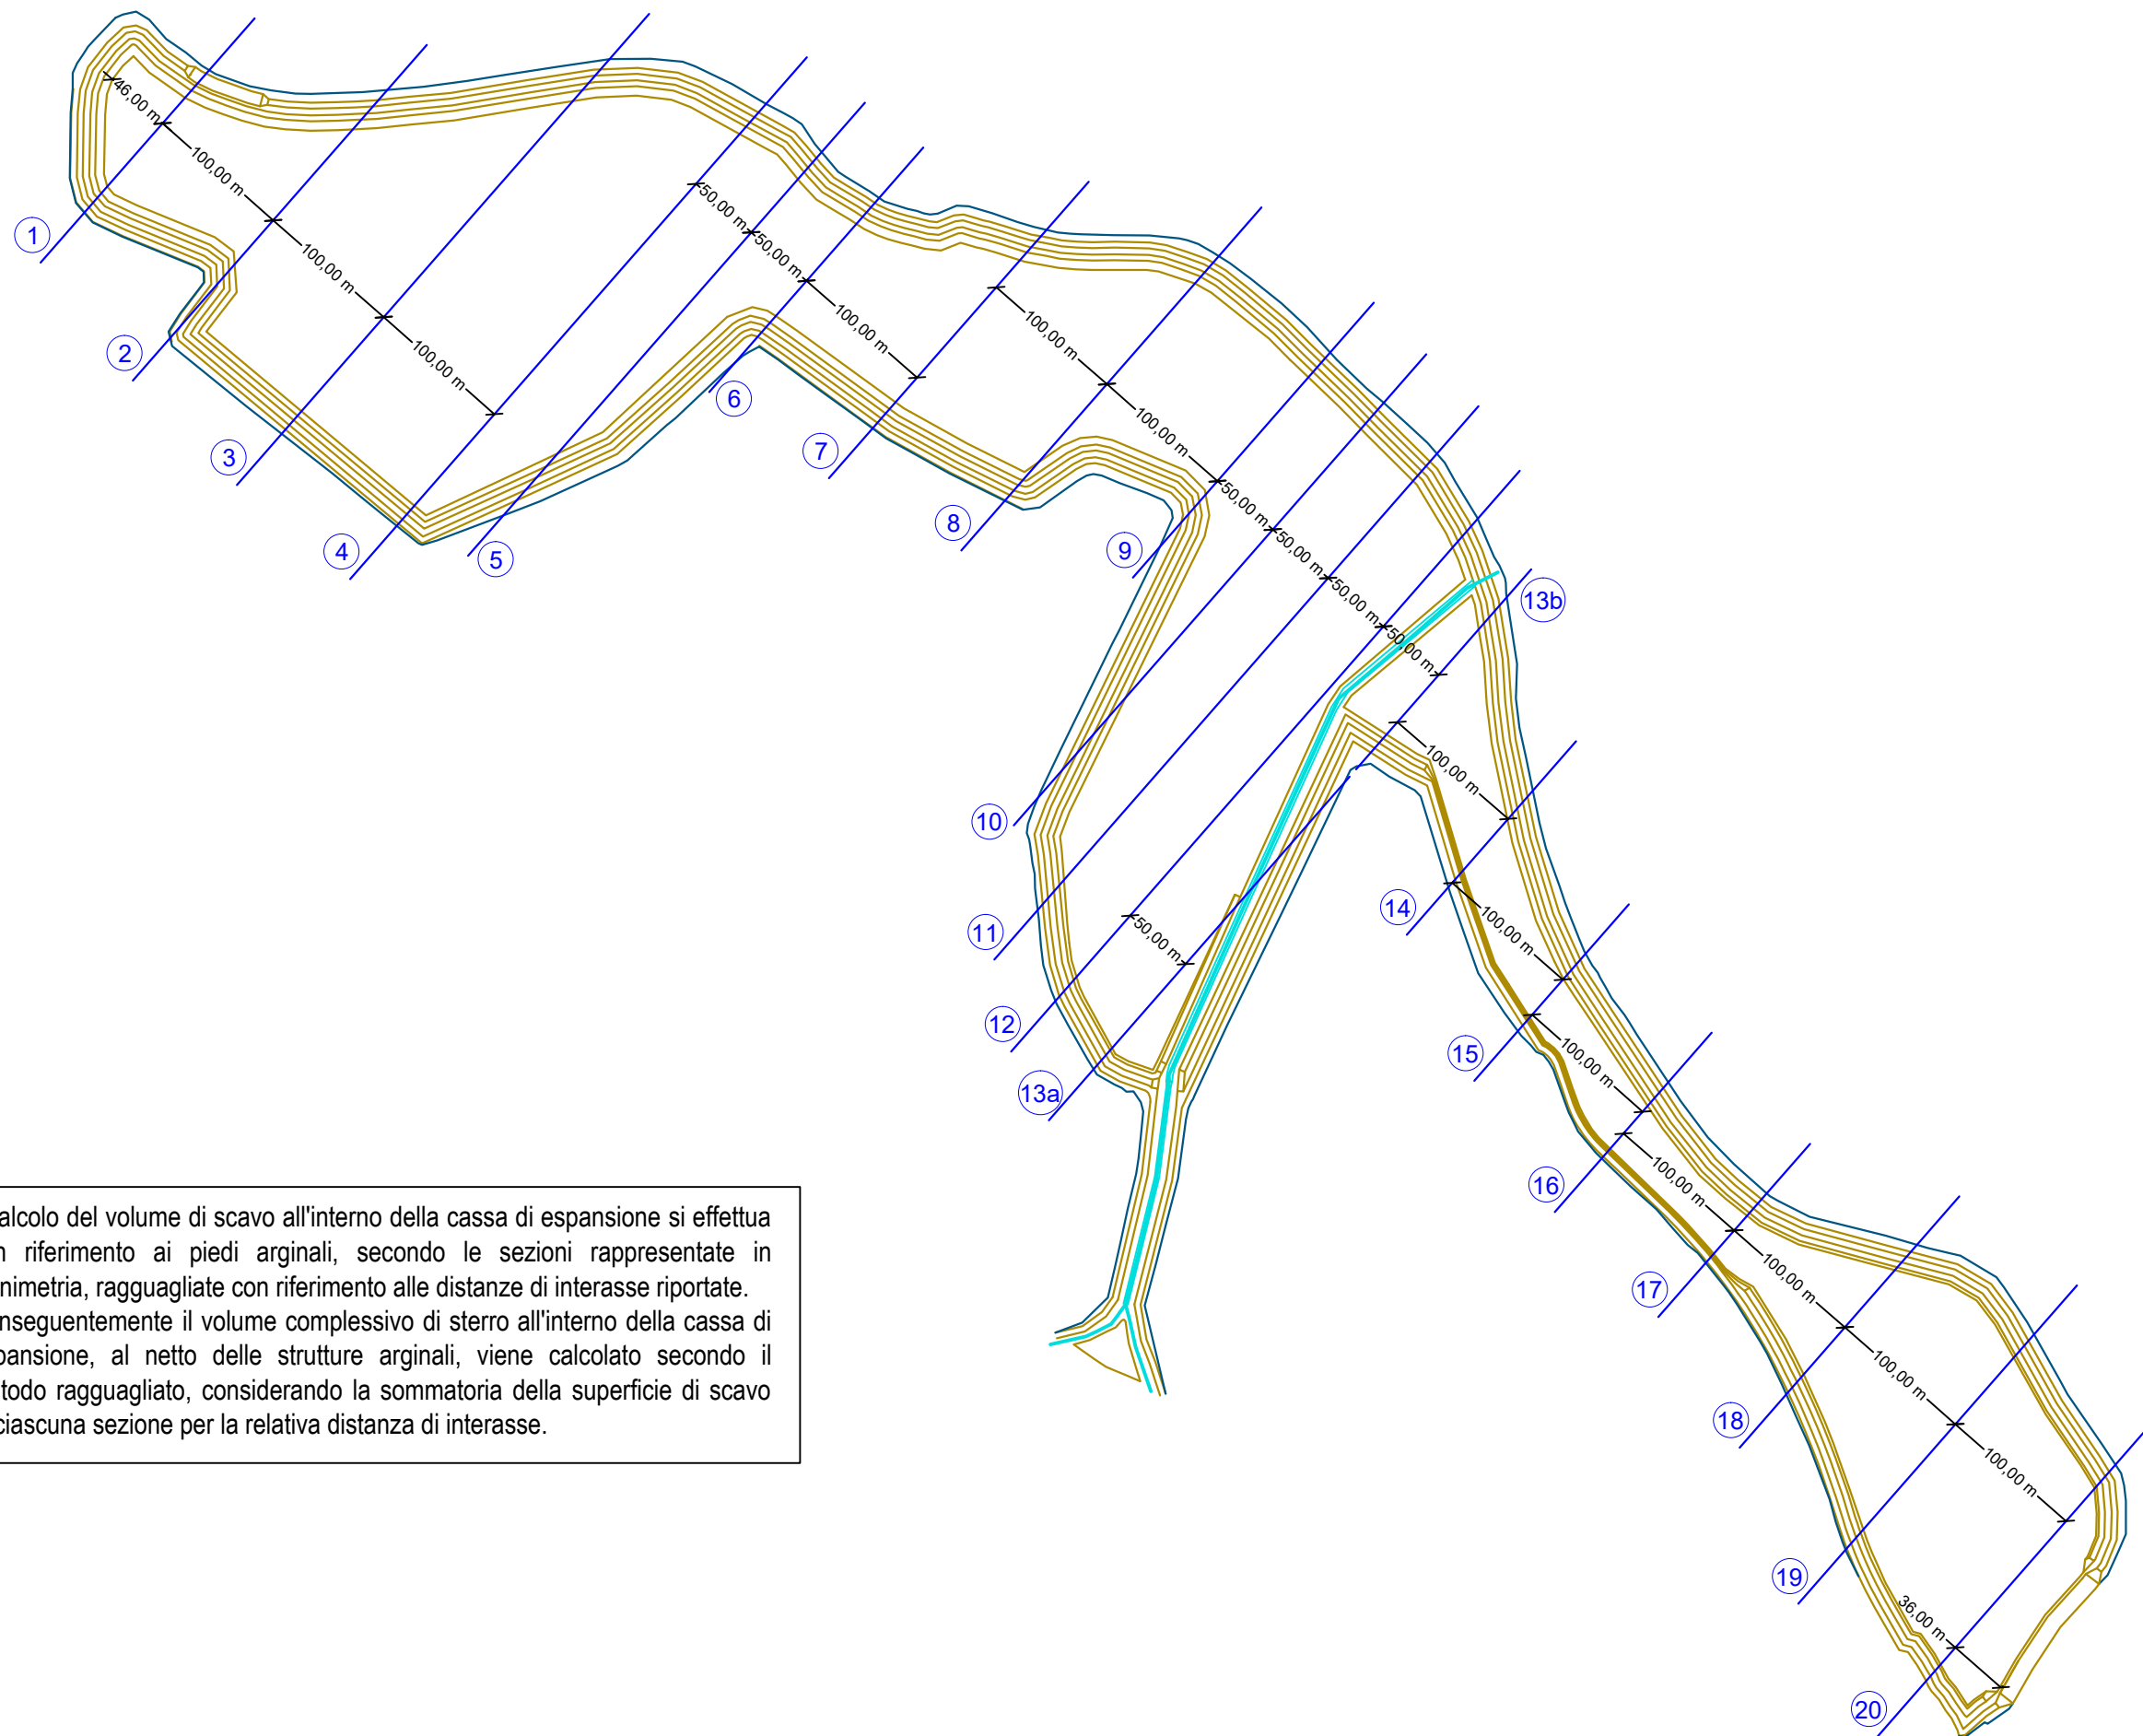 46,00 m
100,00 m
100,00 m
100,00 m
50,00 m
50,00 m
100,00 m
100,00 m
100,00 m
50,00 m
50,00 m
50,00 m
50,00 m
50,00 m
100,00 m
100,00 m
100,00 m
100,00 m
100,00 m
100,00 m
100,00 m
36,00 m
1
2
3
4
5
6
7
8
9
10
11
12
13a
13b
14
15
16
17
18
19
20
alcolo del volume di scavo all'interno della cassa di espansione si effettua
n riferimento ai piedi arginali, secondo le sezioni rappresentate in
nimetria, ragguagliate con riferimento alle distanze di interasse riportate.
nseguentemente il volume complessivo di sterro all'interno della cassa di
pansione, al netto delle strutture arginali, viene calcolato secondo il
todo ragguagliato, considerando la sommatoria della superficie di scavo
ciascuna sezione per la relativa distanza di interasse.